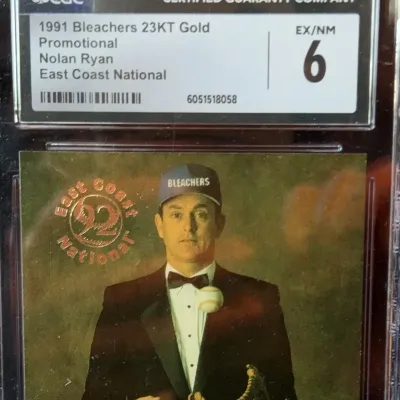 CERTIFIED GUARANTY COMPANY
1991 Bleachers 23KT Gold
Promotional
Nolan Ryan
East Coast National
EX/NM
6
6051518058
BLEACHERS
East Coast
92
National